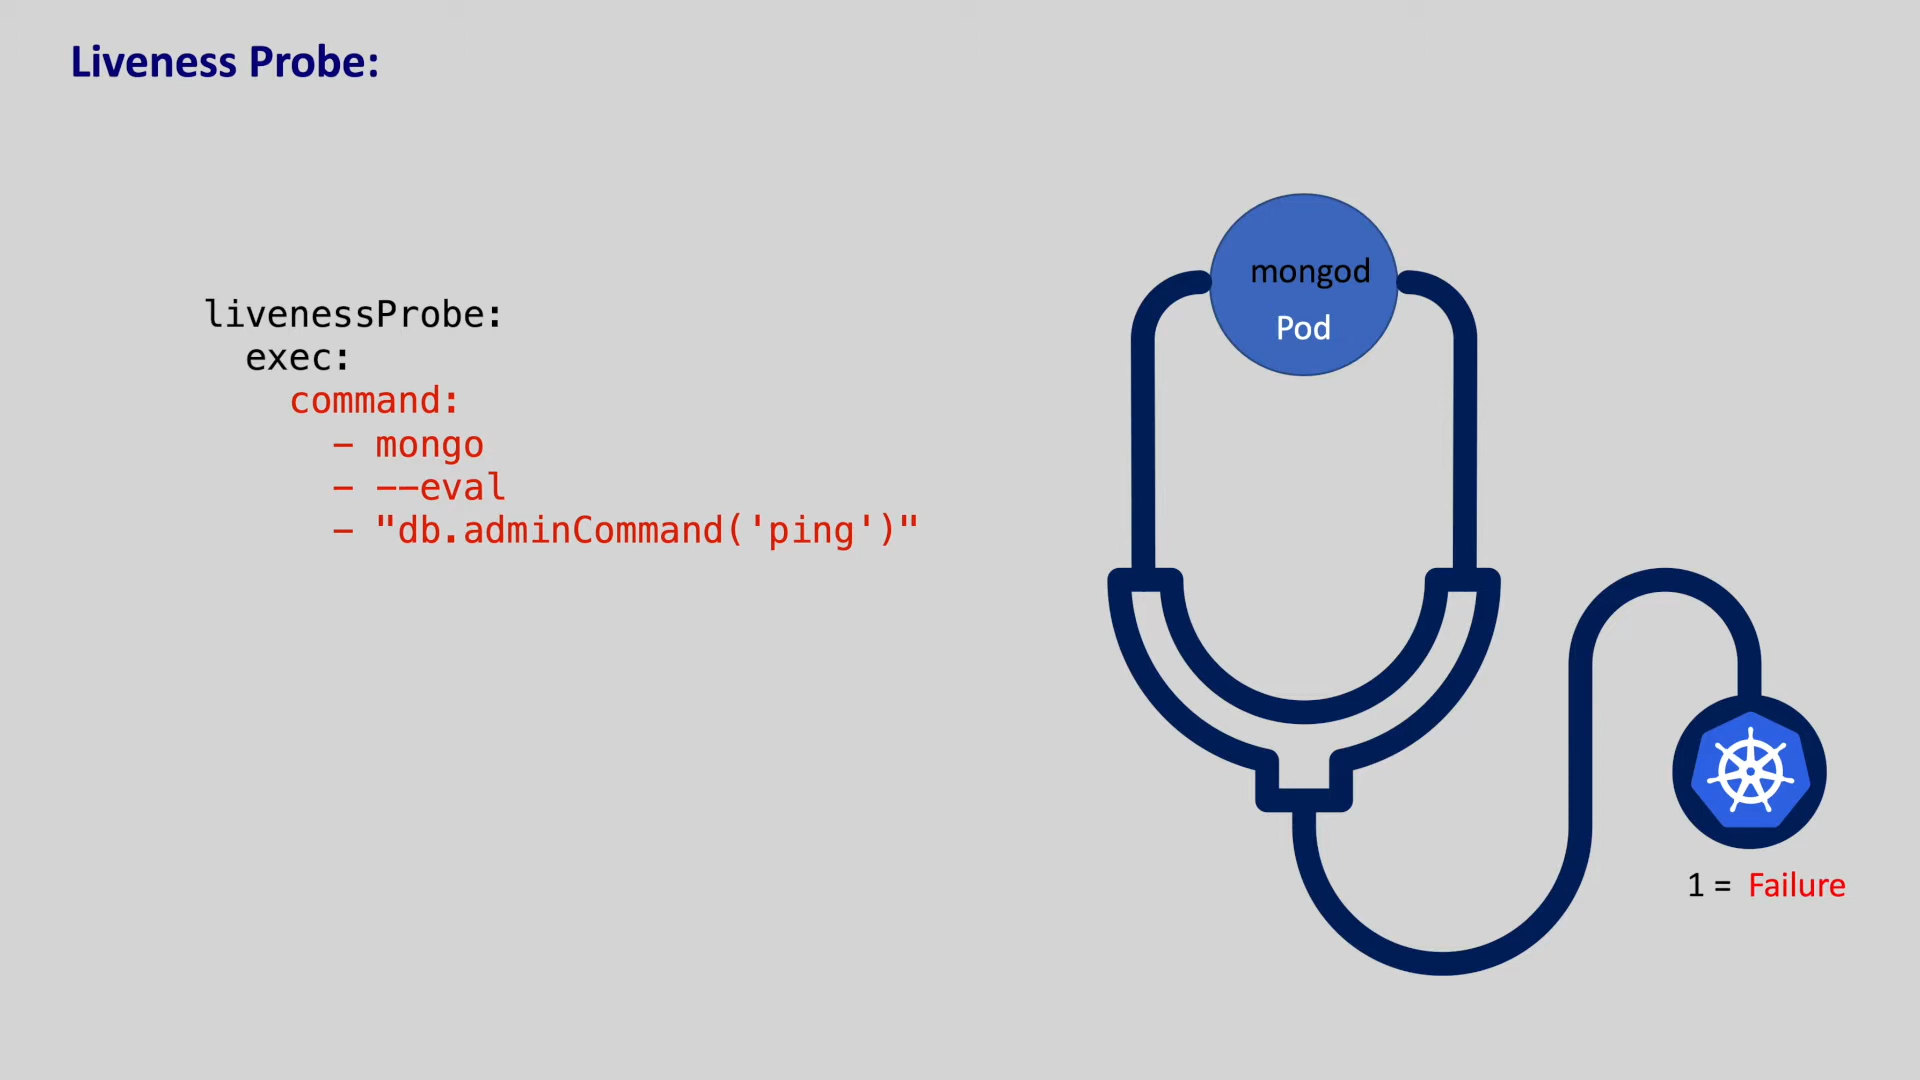 Liveness Probe:
livenessProbe:
  exec:
    command:
      - mongo
      - --eval
      - "db.adminCommand('ping')"
mongod
Pod
1 = Failure